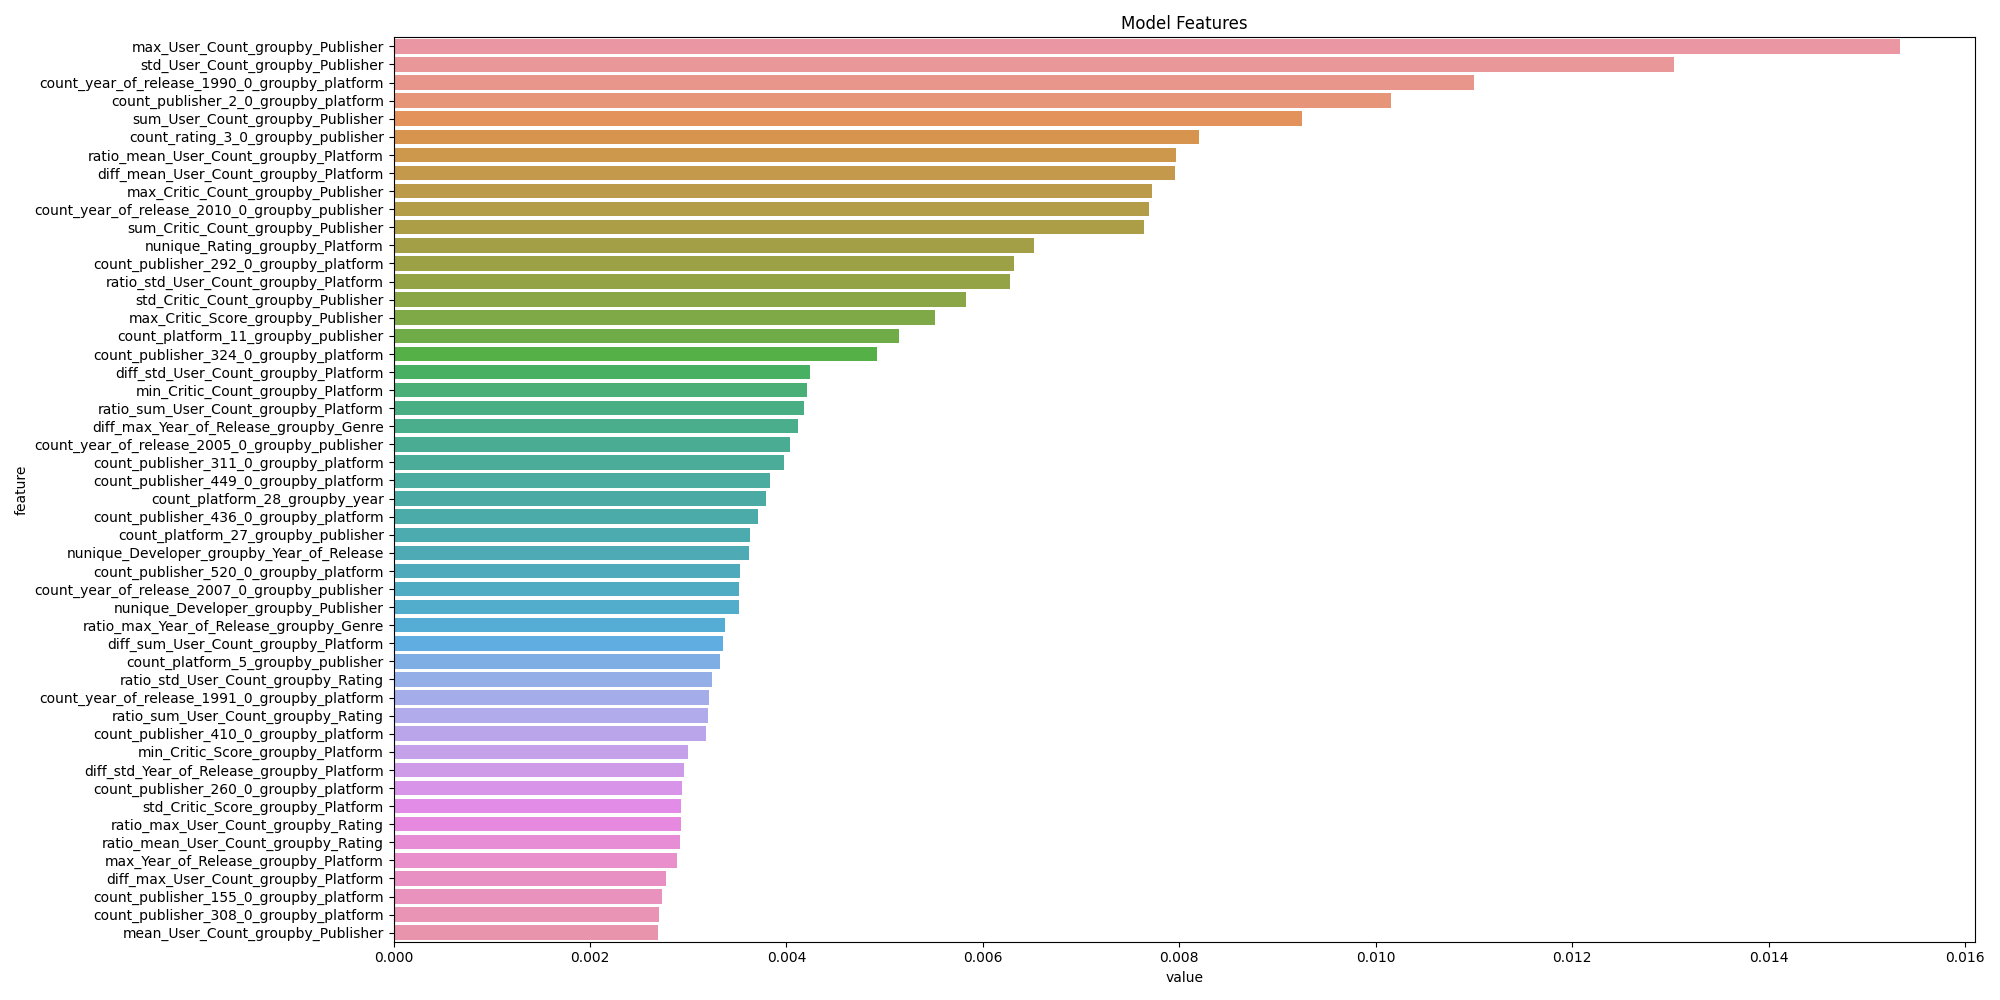 Model Features
max_User_Count_groupby_Publisher
std_User_Count_groupby_Publisher
count_year_of_release_1990_0_groupby_platform
count_publisher_2_0_groupby_platform
sum_User_Count_groupby_Publisher
count_rating_3_0_groupby_publisher
ratio_mean_User_Count_groupby_Platform
diff_mean_User_Count_groupby_Platform
max_Critic_Count_groupby_Publisher
count_year_of_release_2010_0_groupby_publisher
sum_Critic_Count_groupby_Publisher
nunique_Rating_groupby_Platform
count_publisher_292_0_groupby_platform
ratio_std_User_Count_groupby_Platform
std_Critic_Count_groupby_Publisher
max_Critic_Score_groupby_Publisher
count_platform_11_groupby_publisher
count_publisher_324_0_groupby_platform
diff_std_User_Count_groupby_Platform
min_Critic_Count_groupby_Platform
ratio_sum_User_Count_groupby_Platform
diff_max_Year_of_Release_groupby_Genre
count_year_of_release_2005_0_groupby_publisher
count_publisher_311_0_groupby_platform
count_publisher_449_0_groupby_platform
count_platform_28_groupby_year
count_publisher_436_0_groupby_platform
count_platform_27_groupby_publisher
nunique_Developer_groupby_Year_of_Release
count_publisher_520_0_groupby_platform
count_year_of_release_2007_0_groupby_publisher
nunique_Developer_groupby_Publisher
ratio_max_Year_of_Release_groupby_Genre
diff_sum_User_Count_groupby_Platform
count_platform_5_groupby_publisher
ratio_std_User_Count_groupby_Rating
count_year_of_release_1991_0_groupby_platform
ratio_sum_User_Count_groupby_Rating
count_publisher_410_0_groupby_platform
min_Critic_Score_groupby_Platform
diff_std_Year_of_Release_groupby_Platform
count_publisher_260_0_groupby_platform
std_Critic_Score_groupby_Platform
ratio_max_User_Count_groupby_Rating
ratio_mean_User_Count_groupby_Rating
max_Year_of_Release_groupby_Platform
diff_max_User_Count_groupby_Platform
count_publisher_155_0_groupby_platform
count_publisher_308_0_groupby_platform
mean_User_Count_groupby_Publisher
feature
0.000 0.002 0.004 0.006 0.008 0.010 0.012 0.014 0.016
value